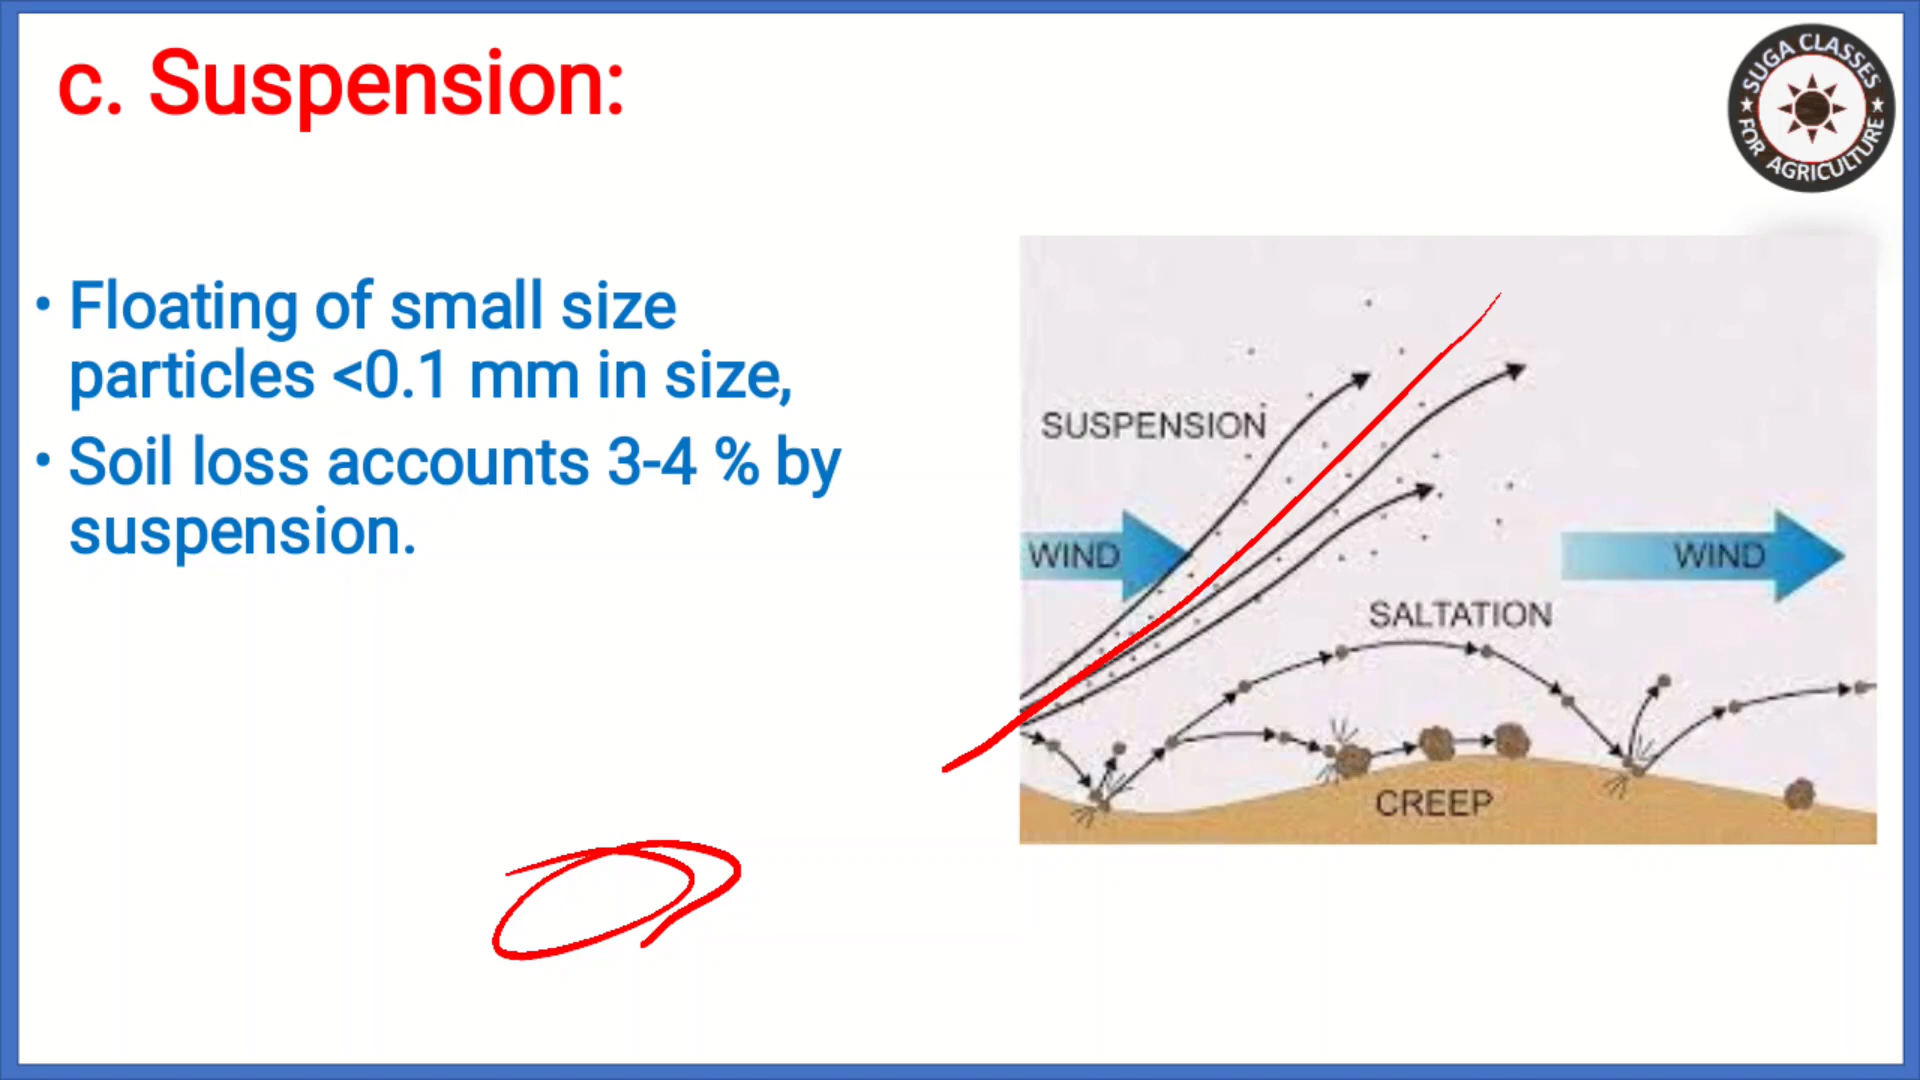 c. Suspension:
SUGA CLASSES
FOR AGRICULTURE
• Floating of small size
particles <0.1 mm in size,
• Soil loss accounts 3-4 % by
suspension.
SUSPENSION
WIND
WIND
SALTATION
CREEP